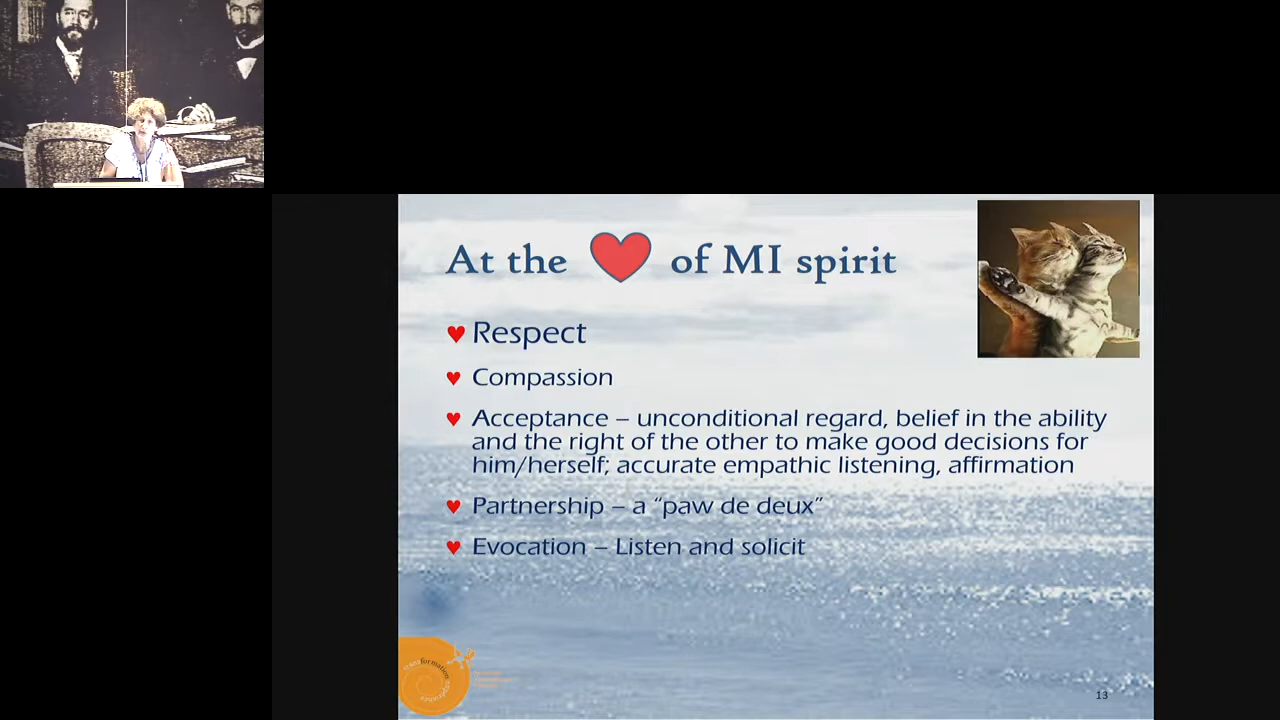 At the ❤ of MI spirit
♥ Respect
♥ Compassion
♥ Acceptance – unconditional regard, belief in the ability
and the right of the other to make good decisions for
him/herself; accurate empathic listening, affirmation
♥ Partnership – a “paw de deux”
♥ Evocation – Listen and solicit
13